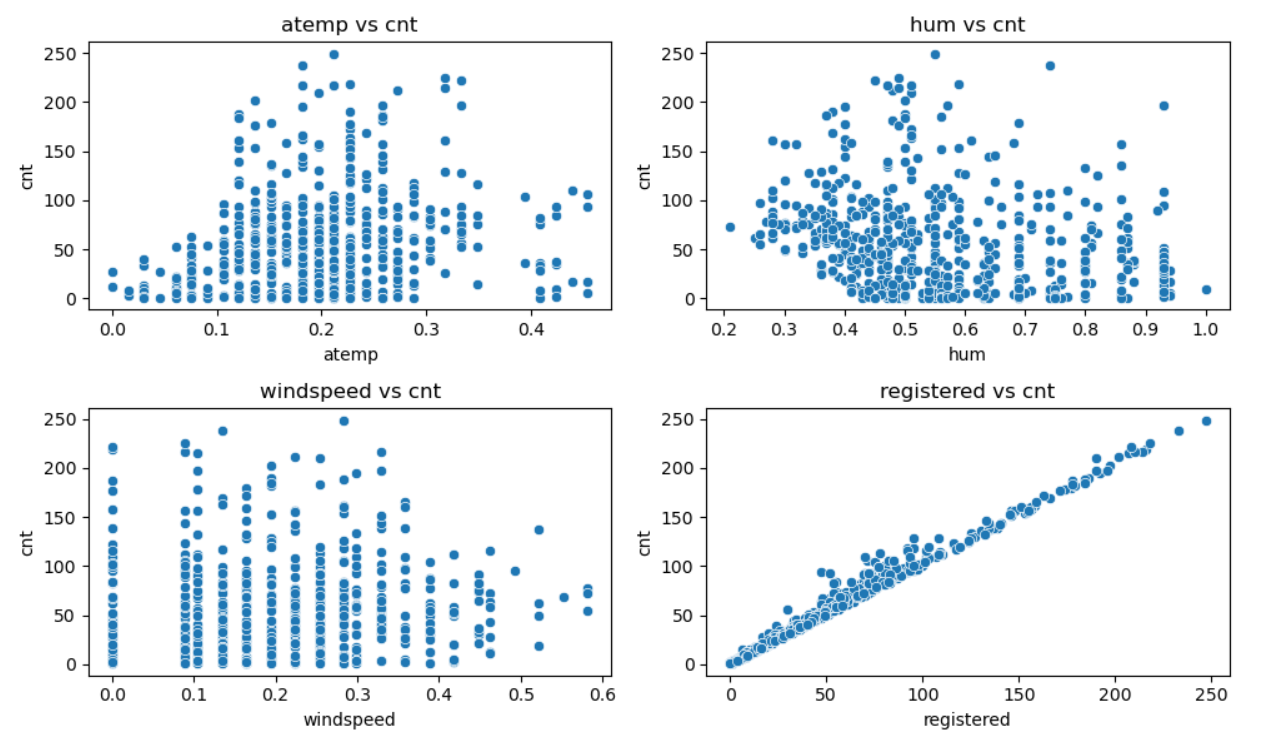 atemp vs cnt
250
200
150
100
50
0
cnt
0.0 0.1 0.2 0.3 0.4
atemp
hum vs cnt
250
200
150
100
50
0
cnt
0.2 0.3 0.4 0.5 0.6 0.7 0.8 0.9 1.0
hum
windspeed vs cnt
250
200
150
100
50
0
cnt
0.0 0.1 0.2 0.3 0.4 0.5 0.6
windspeed
registered vs cnt
250
200
150
100
50
0
cnt
0 50 100 150 200 250
registered